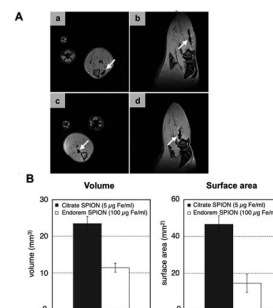 A
a
b
c
d
B
Volume
Surface area
30
20
10
0
volume (mm³)
■ Citrate SPION (5 µg Fe/ml)
□ Endorem SPION (100 µg Fe/ml)
60
40
20
0
surface area (mm²)
■ Citrate SPION (5 µg Fe/ml)
□ Endorem SPION (100 µg Fe/m